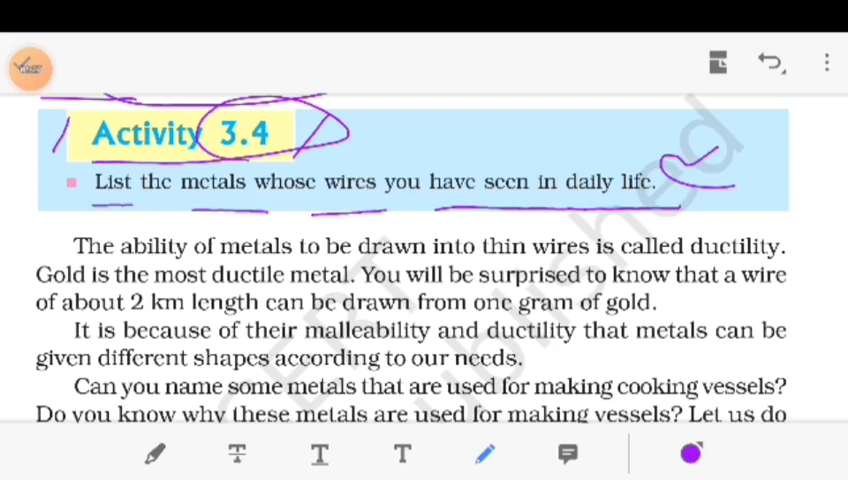 Activity 3.4
List the metals whose wires you have seen in daily life.
The ability of metals to be drawn into thin wires is called ductility.
Gold is the most ductile metal. You will be surprised to know that a wire
of about 2 km length can be drawn from one gram of gold.
It is because of their malleability and ductility that metals can be
given different shapes according to our needs.
Can you name some metals that are used for making cooking vessels?
Do you know why these metals are used for making vessels? Let us do